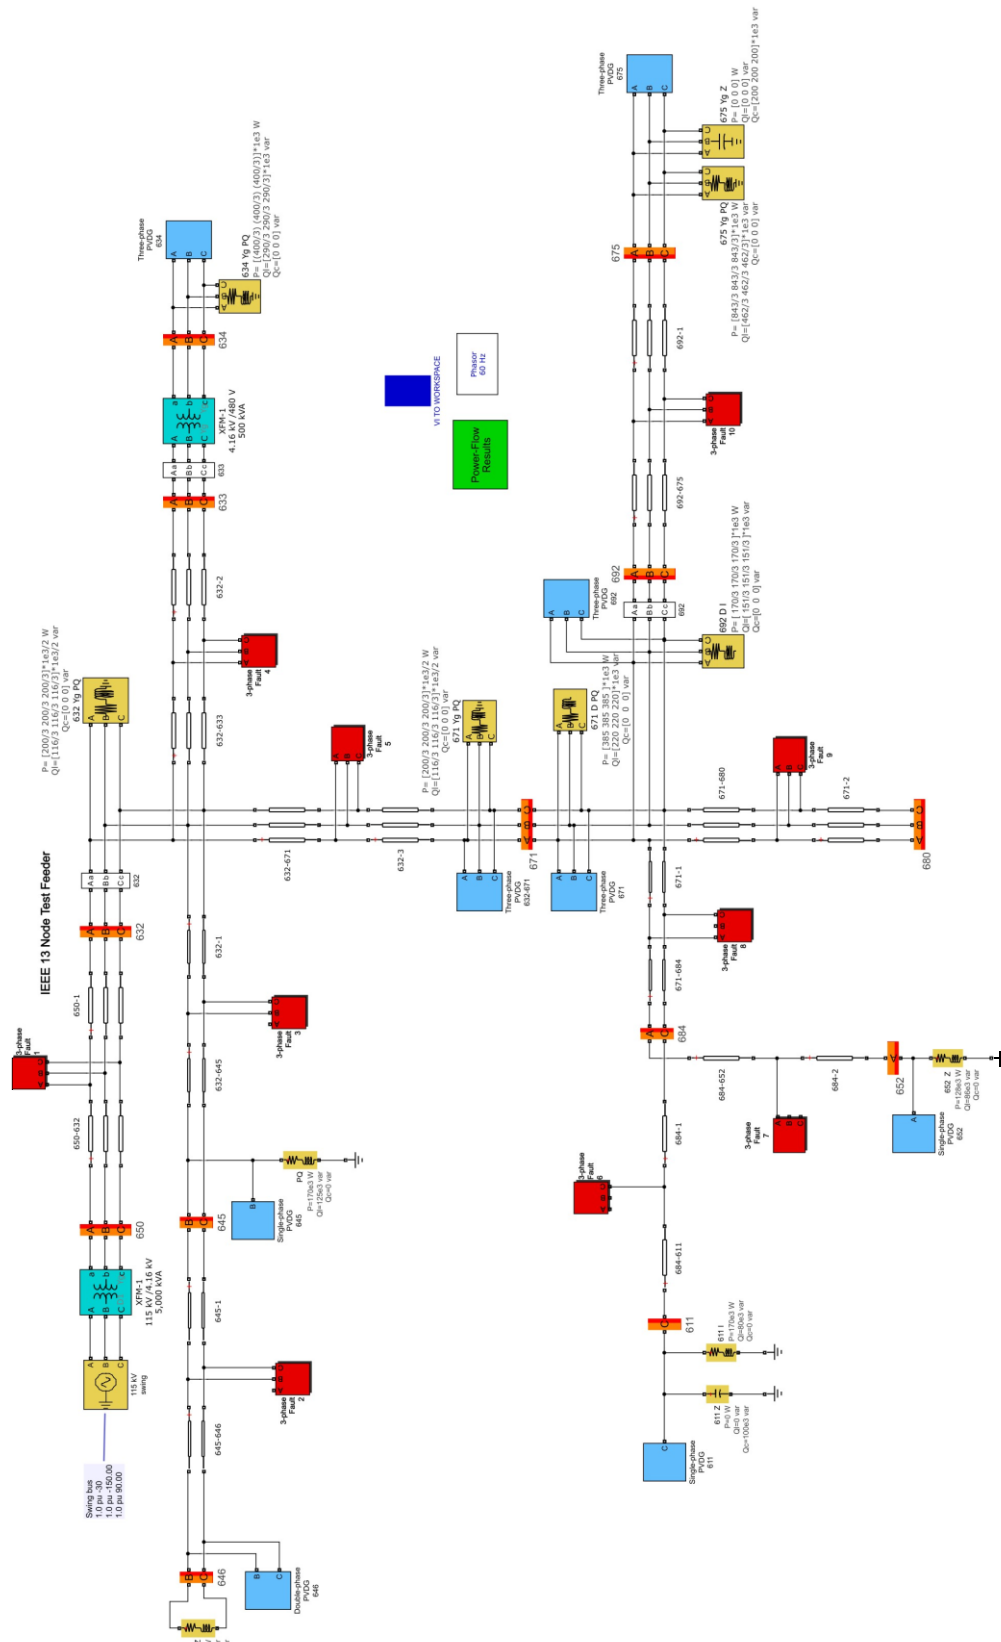 IEEE 13 Node Test Feeder
Swing bus
1.0 pu -30
1.0 pu -150.00
1.0 pu 90.00
115 kV
swing
A
B
C
XFM-1
115 kV /4.16 kV
5,000 kVA
A
B
C
a
b
c
650
A
B
C
650-632
3-phase
Fault
1
650-1
632
A
B
C
632
Aa
Bb
Cc
632 Yg PQ
P= [200/3 200/3 200/3]*1e3/2 W
Ql=[116/3 116/3 116/3]*1e3/2 var
Qc=[0 0 0] var
A
B
C
646
B
C
Double-phase
PVDG
646
B
C
645-646
3-phase
Fault
2
645-1
645
B
C
Single-phase
PVDG
645
B
PQ
P=170e3 W
Ql=125e3 var
Qc=0 var
632-645
3-phase
Fault
3
632-1
632-633
3-phase
Fault
4
632-2
633
A
B
C
633
Aa
Bb
Cc
XFM-1
4.16 kV /480 V
500 kVA
A
B
C
a
b
c
634
A
B
C
634 Yg PQ
P= [(400/3) (400/3) (400/3)]*1e3 W
Ql=[290/3 290/3 290/3]*1e3 var
Qc=[0 0 0] var
Three-phase
PVDG
634
A
B
C
632-671
3-phase
Fault
5
632-3
P= [200/3 200/3 200/3]*1e3/2 W
Ql=[116/3 116/3 116/3]*1e3/2 var
Qc=[0 0 0] var
671 Yg PQ
A
B
C
Three-phase
PVDG
632-671
A
B
C
671
A
B
C
VI TO WORKSPACE
Phasor
60 Hz
Power-Flow
Results
P= [385 385 385 ]*1e3 W
Ql=[220 220 220]*1e3 var
Qc=[0 0 0] var
671 D PQ
A
B
C
Three-phase
PVDG
671
A
B
C
Three-phase
PVDG
692
A
B
C
692
Aa
Bb
Cc
692
A
B
C
692 D I
P= [ 170/3 170/3 170/3 ]*1e3 W
Ql=[151/3 151/3 151/3]*1e3 var
Qc=[0 0 0] var
692-675
3-phase
Fault
10
692-1
675
A
B
C
675 Yg PQ
P= [843/3 843/3 843/3]*1e3 W
Ql=[462/3 462/3 462/3]*1e3 var
Qc=[0 0 0] var
675 Yg Z
P= [0 0 0] W
Ql=[0 0 0] var
Qc=[200 200 200]*1e3 var
Three-phase
PVDG
675
A
B
C
671-680
3-phase
Fault
9
A
B
C
671-2
680
A
B
C
671-1
3-phase
Fault
8
671-684
684
A
C
684-652
3-phase
Fault
7
A
B
C
684-2
652
A
Single-phase
PVDG
652
A
652 Z
P=128e3 W
Ql=86e3 var
Qc=0 var
684-1
3-phase
Fault
6
684-611
611
C
611 I
P=170e3 W
Ql=80e3 var
Qc=0 var
611 Z
P=0 W
Ql=0 var
Qc=100e3 var
Single-phase
PVDG
611
C